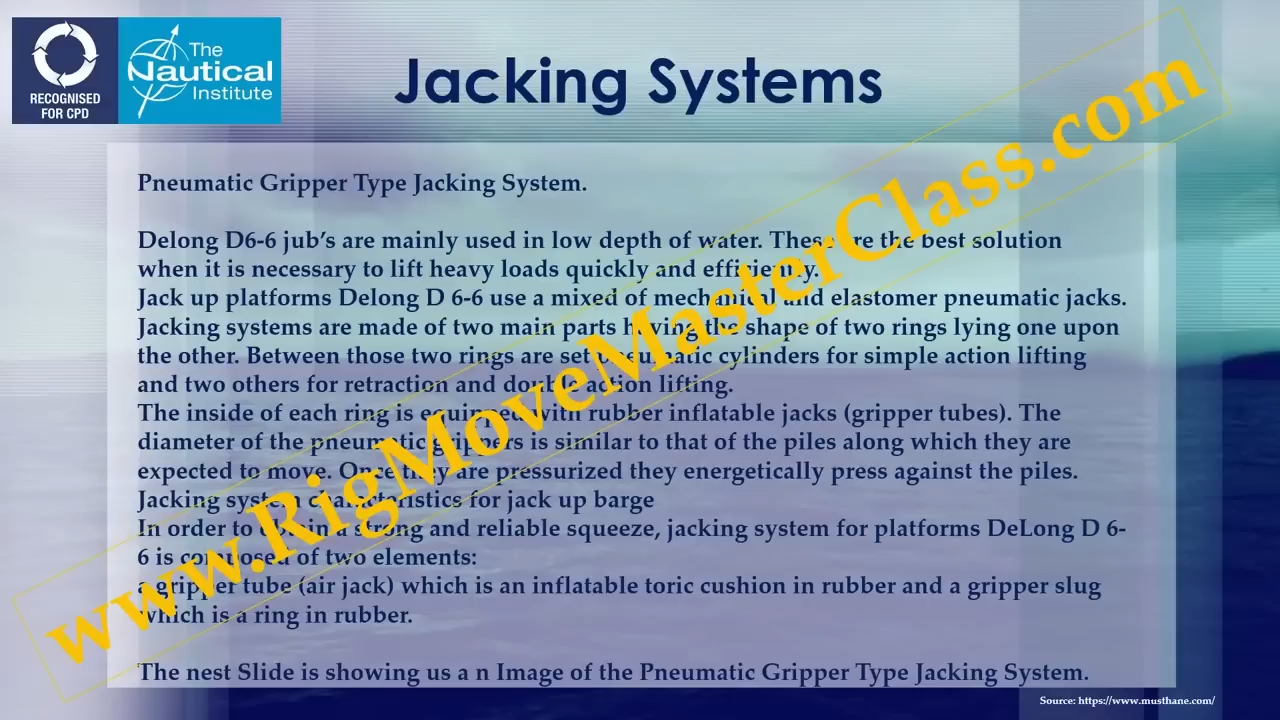 RECOGNISED
FOR CPD
The
Nautical
Institute
Jacking Systems
Pneumatic Gripper Type Jacking System.
Delong D6-6 jub's are mainly used in low depth of water. These are the best solution
when it is necessary to lift heavy loads quickly and efficiently.
Jack up platforms Delong D 6-6 use a mixed of mechanical and elastomer pneumatic jacks.
Jacking systems are made of two main parts having the shape of two rings lying one upon
the other. Between those two rings are set pneumatic cylinders for simple action lifting
and two others for retraction and double action lifting.
The inside of each ring is equipped with rubber inflatable jacks (gripper tubes). The
diameter of the pneumatic grippers is similar to that of the piles along which they are
expected to move. Once they are pressurized they energetically press against the piles.
Jacking system characteristics for jack up barge
In order to obtain a strong and reliable squeeze, jacking system for platforms DeLong D 6-
6 is composed of two elements:
a gripper tube (air jack) which is an inflatable toric cushion in rubber and a gripper slug
which is a ring in rubber.
The nest Slide is showing us a n Image of the Pneumatic Gripper Type Jacking System.
Source: https://www.musthane.com/
www.RigMoveMasterClass.com